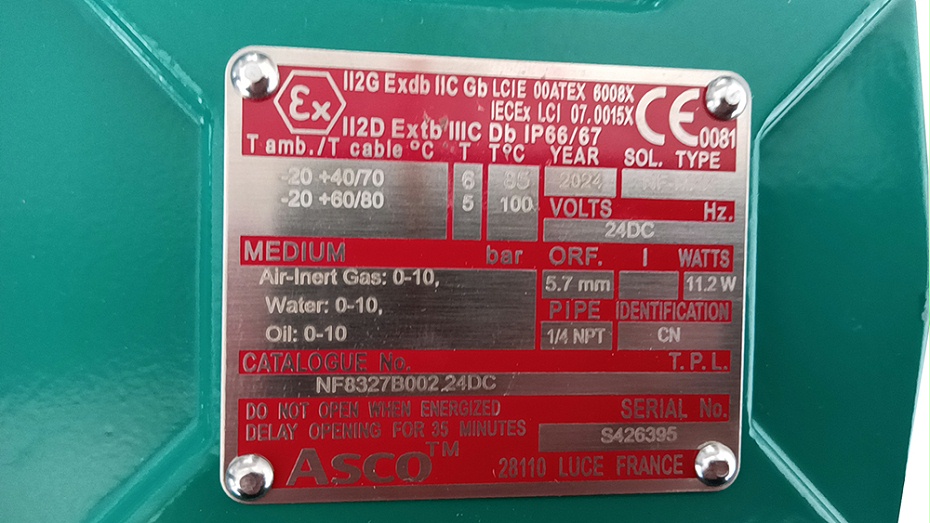 Ex II2G Exdb IIC Gb LCIE 00ATEX 6008X
IECEx LCI 07.0015X
II2D Extb IIIC Db IP66/67
CE 0081
T amb./T cable °C T T°C YEAR SOL. TYPE
-20 +40/70 6 85 2024
-20 +60/80 5 100 VOLTS Hz.
24DC
MEDIUM bar ORF. I WATTS
Air-Inert Gas: 0-10, 5.7 mm 11.2 W
Water: 0-10, PIPE IDENTIFICATION
Oil: 0-10 1/4 NPT CN
CATALOGUE No. T.P.L.
NF8327B002.24DC
DO NOT OPEN WHEN ENERGIZED SERIAL No.
DELAY OPENING FOR 35 MINUTES S426395
ASCO™ 28110 LUCE FRANCE